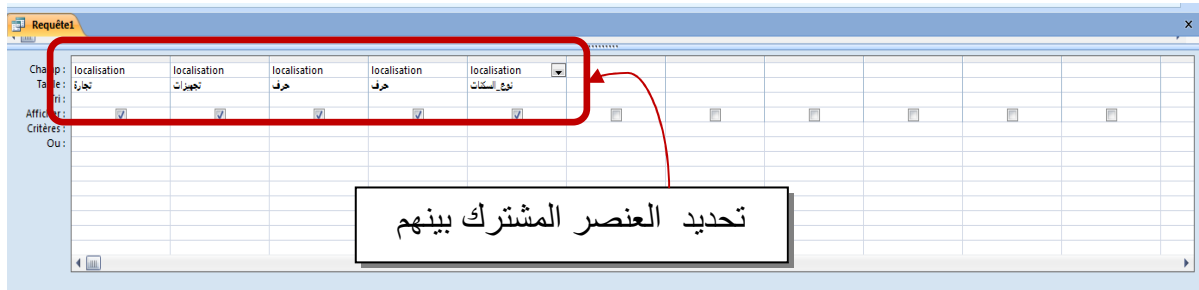 Requête1 x
Champ : localisation localisation localisation localisation localisation
Table : تجارة تجهيزات حرف حرف نوع_السكنات
Tri :
Afficher :
Critères :
Ou :
تحديد العنصر المشترك بينهم